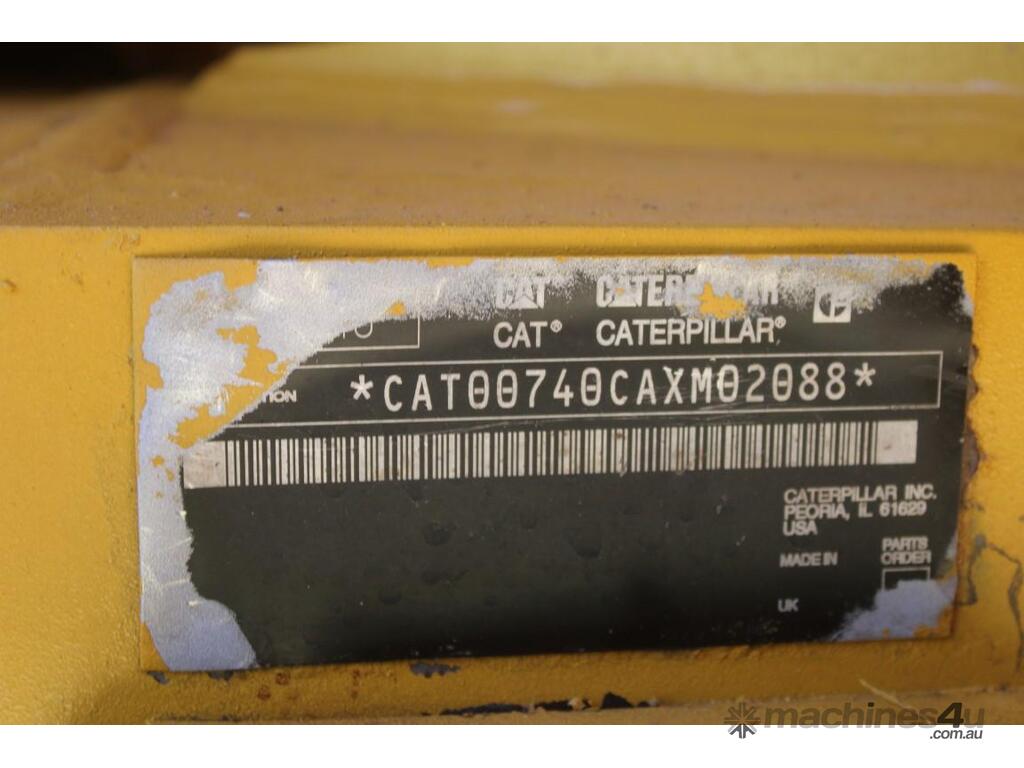 CAT CATERPILLAR
CAT® CATERPILLAR®
*CAT00740CAXM02088*
CATERPILLAR INC.
PEORIA, IL 61629
USA
MADE IN
PARTS
ORDER
UK
machines4u
.com.au